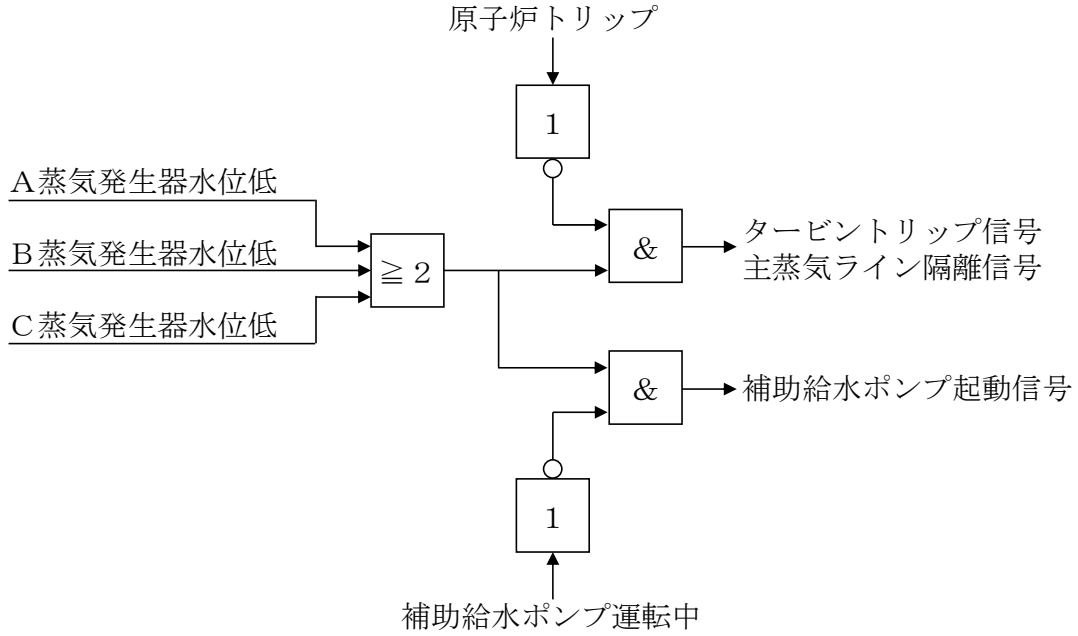 原子炉トリップ
1
A蒸気発生器水位低
B蒸気発生器水位低
C蒸気発生器水位低
≧2
&
タービントリップ信号
主蒸気ライン隔離信号
&
補助給水ポンプ起動信号
1
補助給水ポンプ運転中